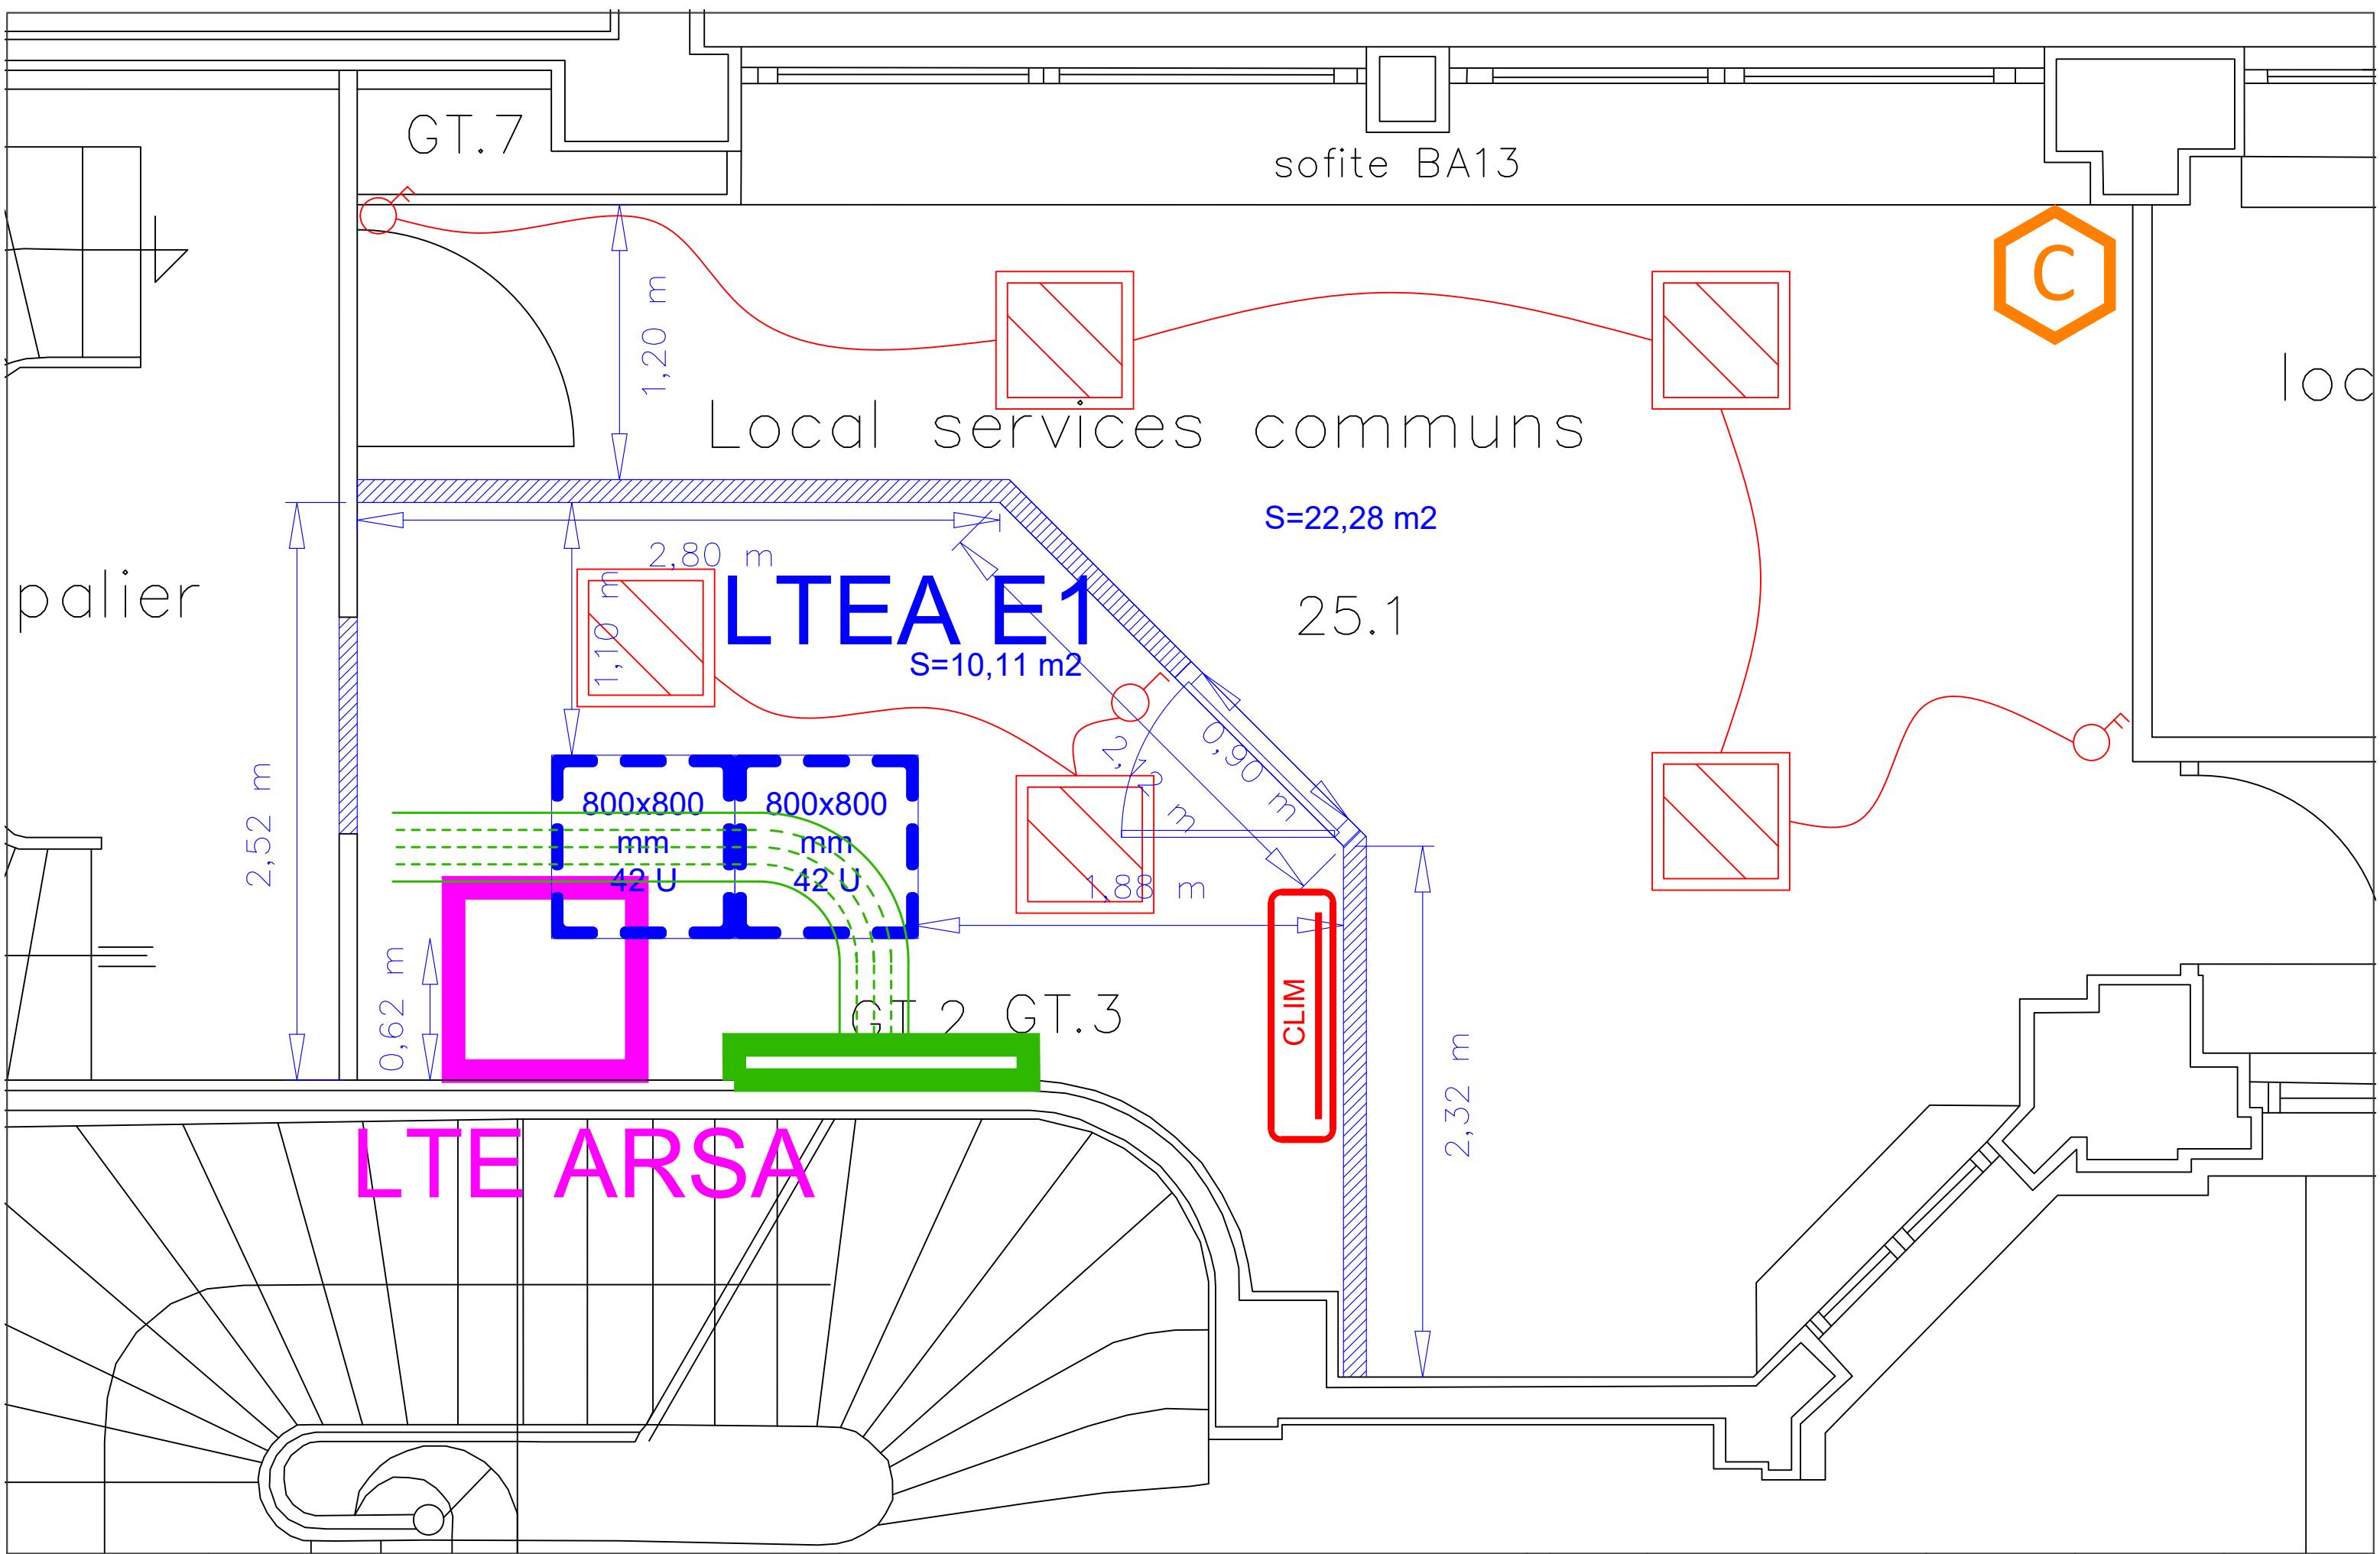 GT.7
sofite BA13
C
1,20 m
loc
Local services communs
S=22,28 m2
2,80 m
palier
LTEA E1
25.1
1,10 m
S=10,11 m2
0,90 m
2,52 m
800x800
mm
42 U
800x800
mm
42 U
1,88 m
0,62 m
GT.3
CLIM
2,32 m
LTE ARSA